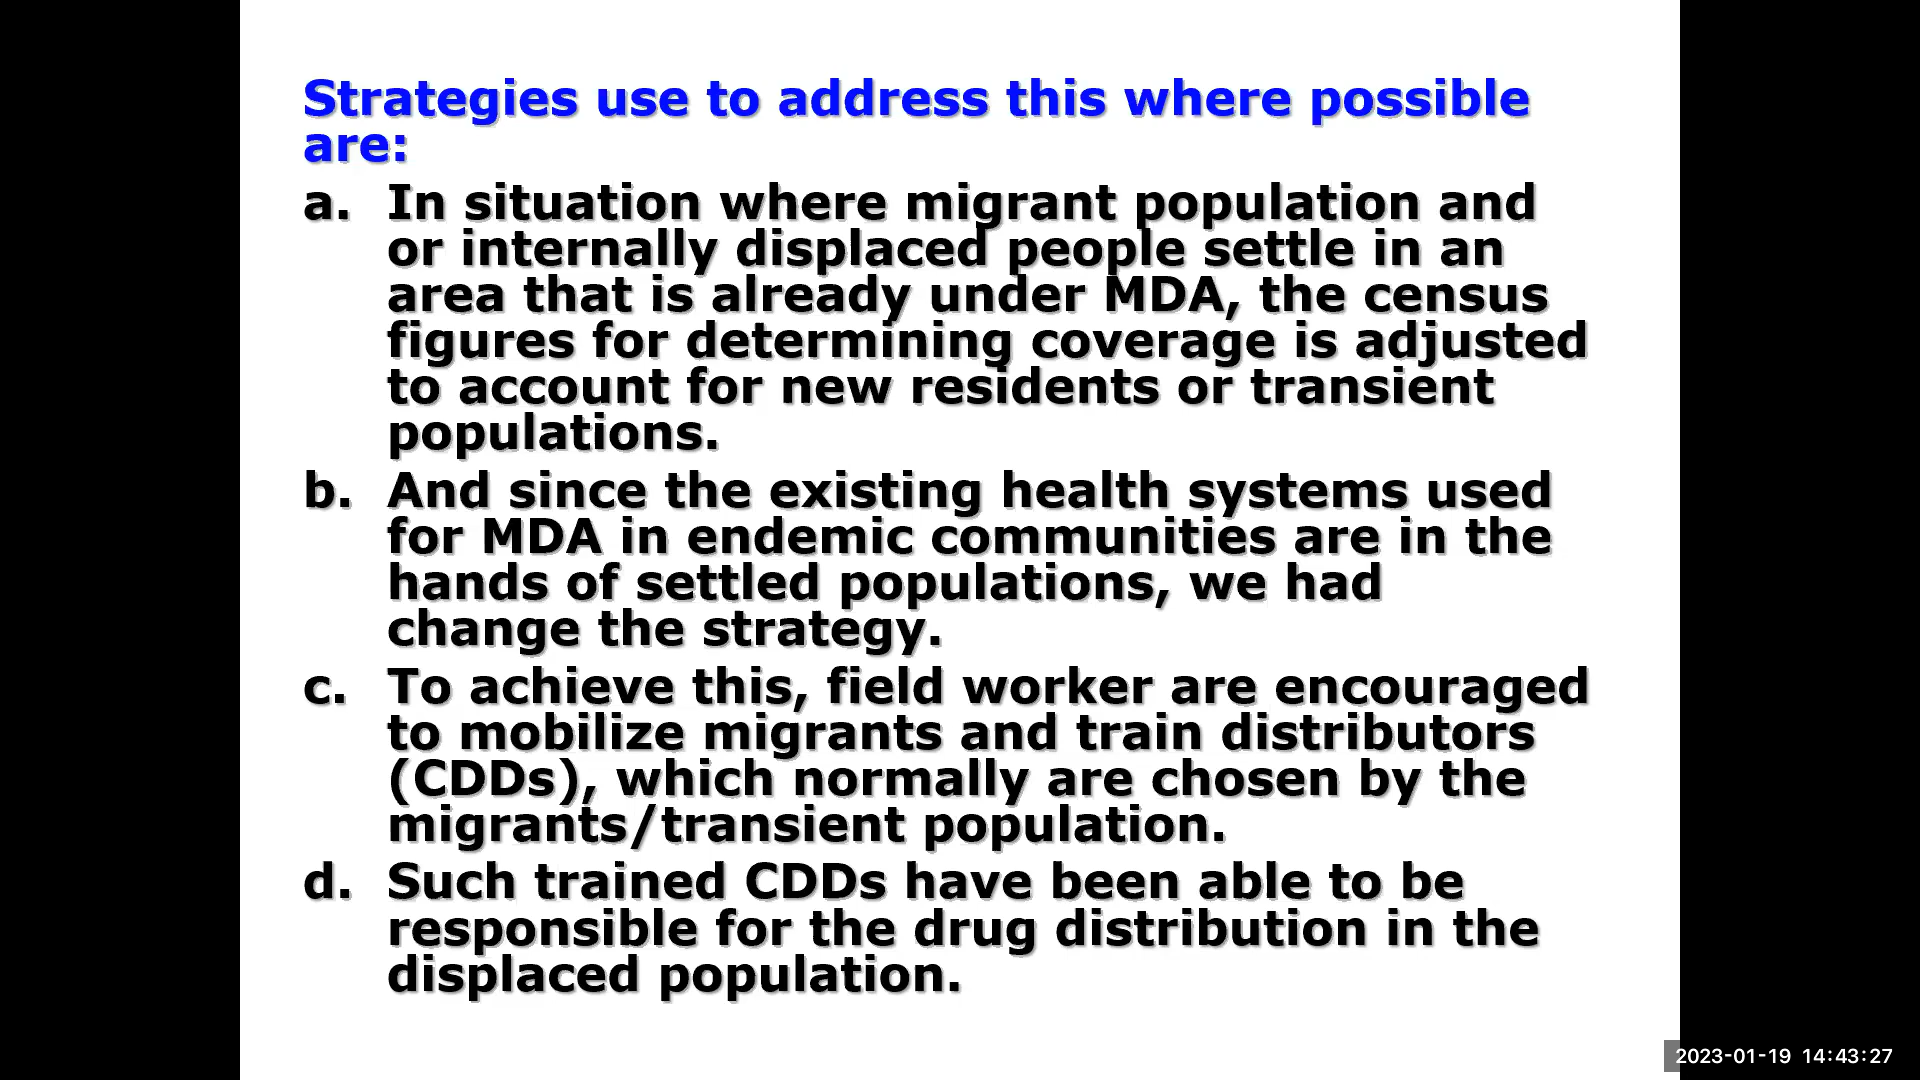 Strategies use to address this where possible
are:
a. In situation where migrant population and
or internally displaced people settle in an
area that is already under MDA, the census
figures for determining coverage is adjusted
to account for new residents or transient
populations.
b. And since the existing health systems used
for MDA in endemic communities are in the
hands of settled populations, we had
change the strategy.
c. To achieve this, field worker are encouraged
to mobilize migrants and train distributors
(CDDs), which normally are chosen by the
migrants/transient population.
d. Such trained CDDs have been able to be
responsible for the drug distribution in the
displaced population.
2023-01-19 14:43:27